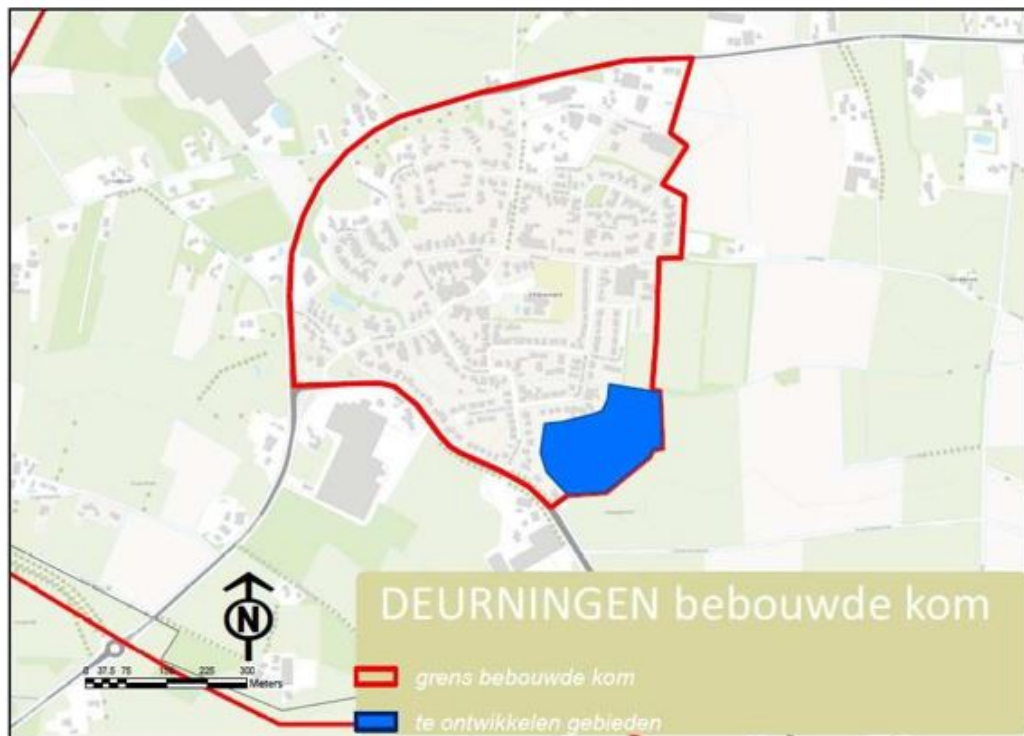 DEURNINGEN bebouwde kom
N
0 37.5 75 150 225 300
Meters
grens bebouwde kom
te ontwikkelen gebieden